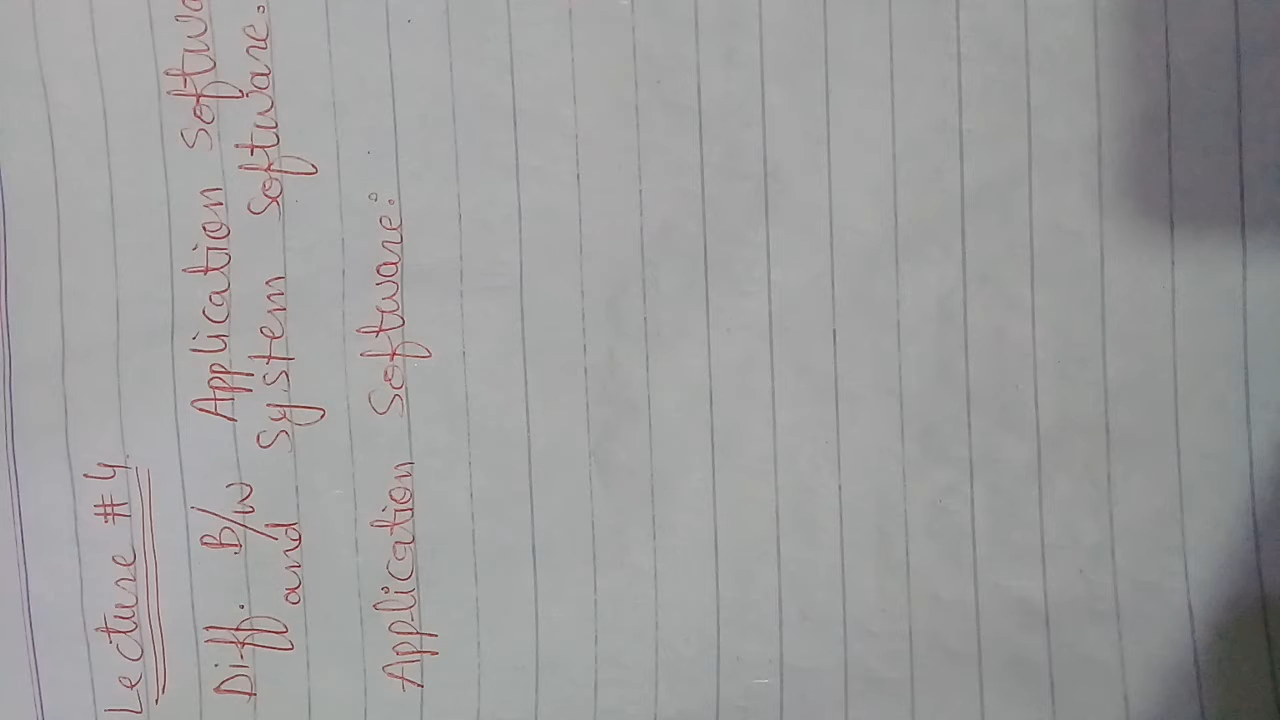 Lecture #4
Diff. B/w Application Softwa
and System Software.
Application Software: